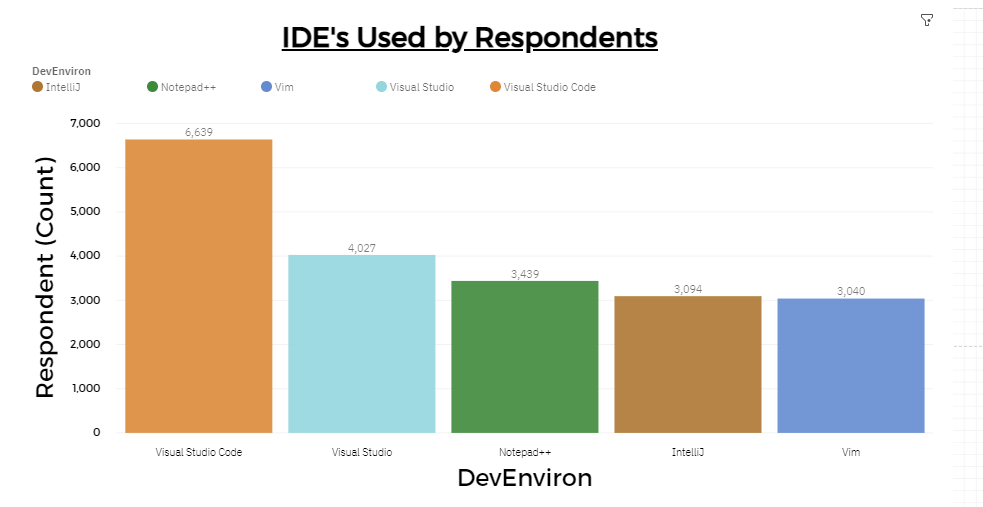 IDE's Used by Respondents
DevEnviron
IntelliJ Notepad++ Vim Visual Studio Visual Studio Code
Respondent (Count)
7,000
6,000
5,000
4,000
3,000
2,000
1,000
0
6,639
4,027
3,439
3,094
3,040
Visual Studio Code Visual Studio Notepad++ IntelliJ Vim
DevEnviron